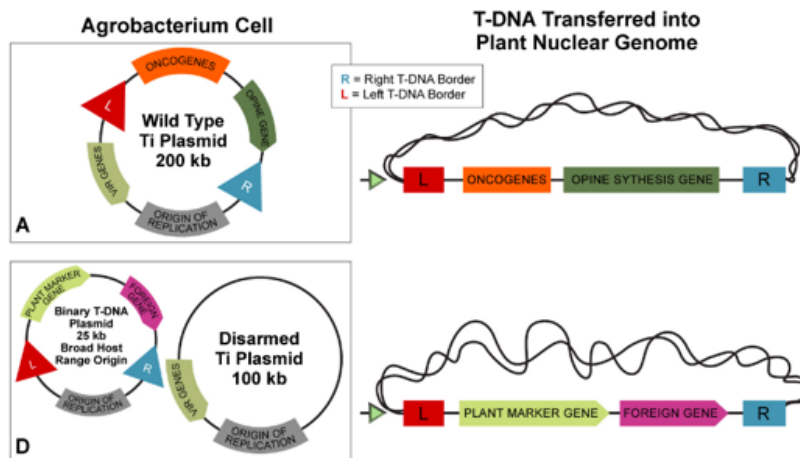 Agrobacterium Cell
T-DNA Transferred into
Plant Nuclear Genome
R = Right T-DNA Border
L = Left T-DNA Border
ONCOGENES
OPINE GENE
R
ORIGIN OF
REPLICATION
VIR GENES
L
Wild Type
Ti Plasmid
200 kb
A
L
ONCOGENES
OPINE SYTHESIS GENE
R
PLANT MARKER
GENE
FOREIGN
GENE
R
ORIGIN OF
REPLICATION
L
Binary T-DNA
Plasmid
25 kb
Broad Host
Range Origin
VIR GENES
ORIGIN OF
REPLICATION
Disarmed
Ti Plasmid
100 kb
D
L
PLANT MARKER GENE
FOREIGN GENE
R